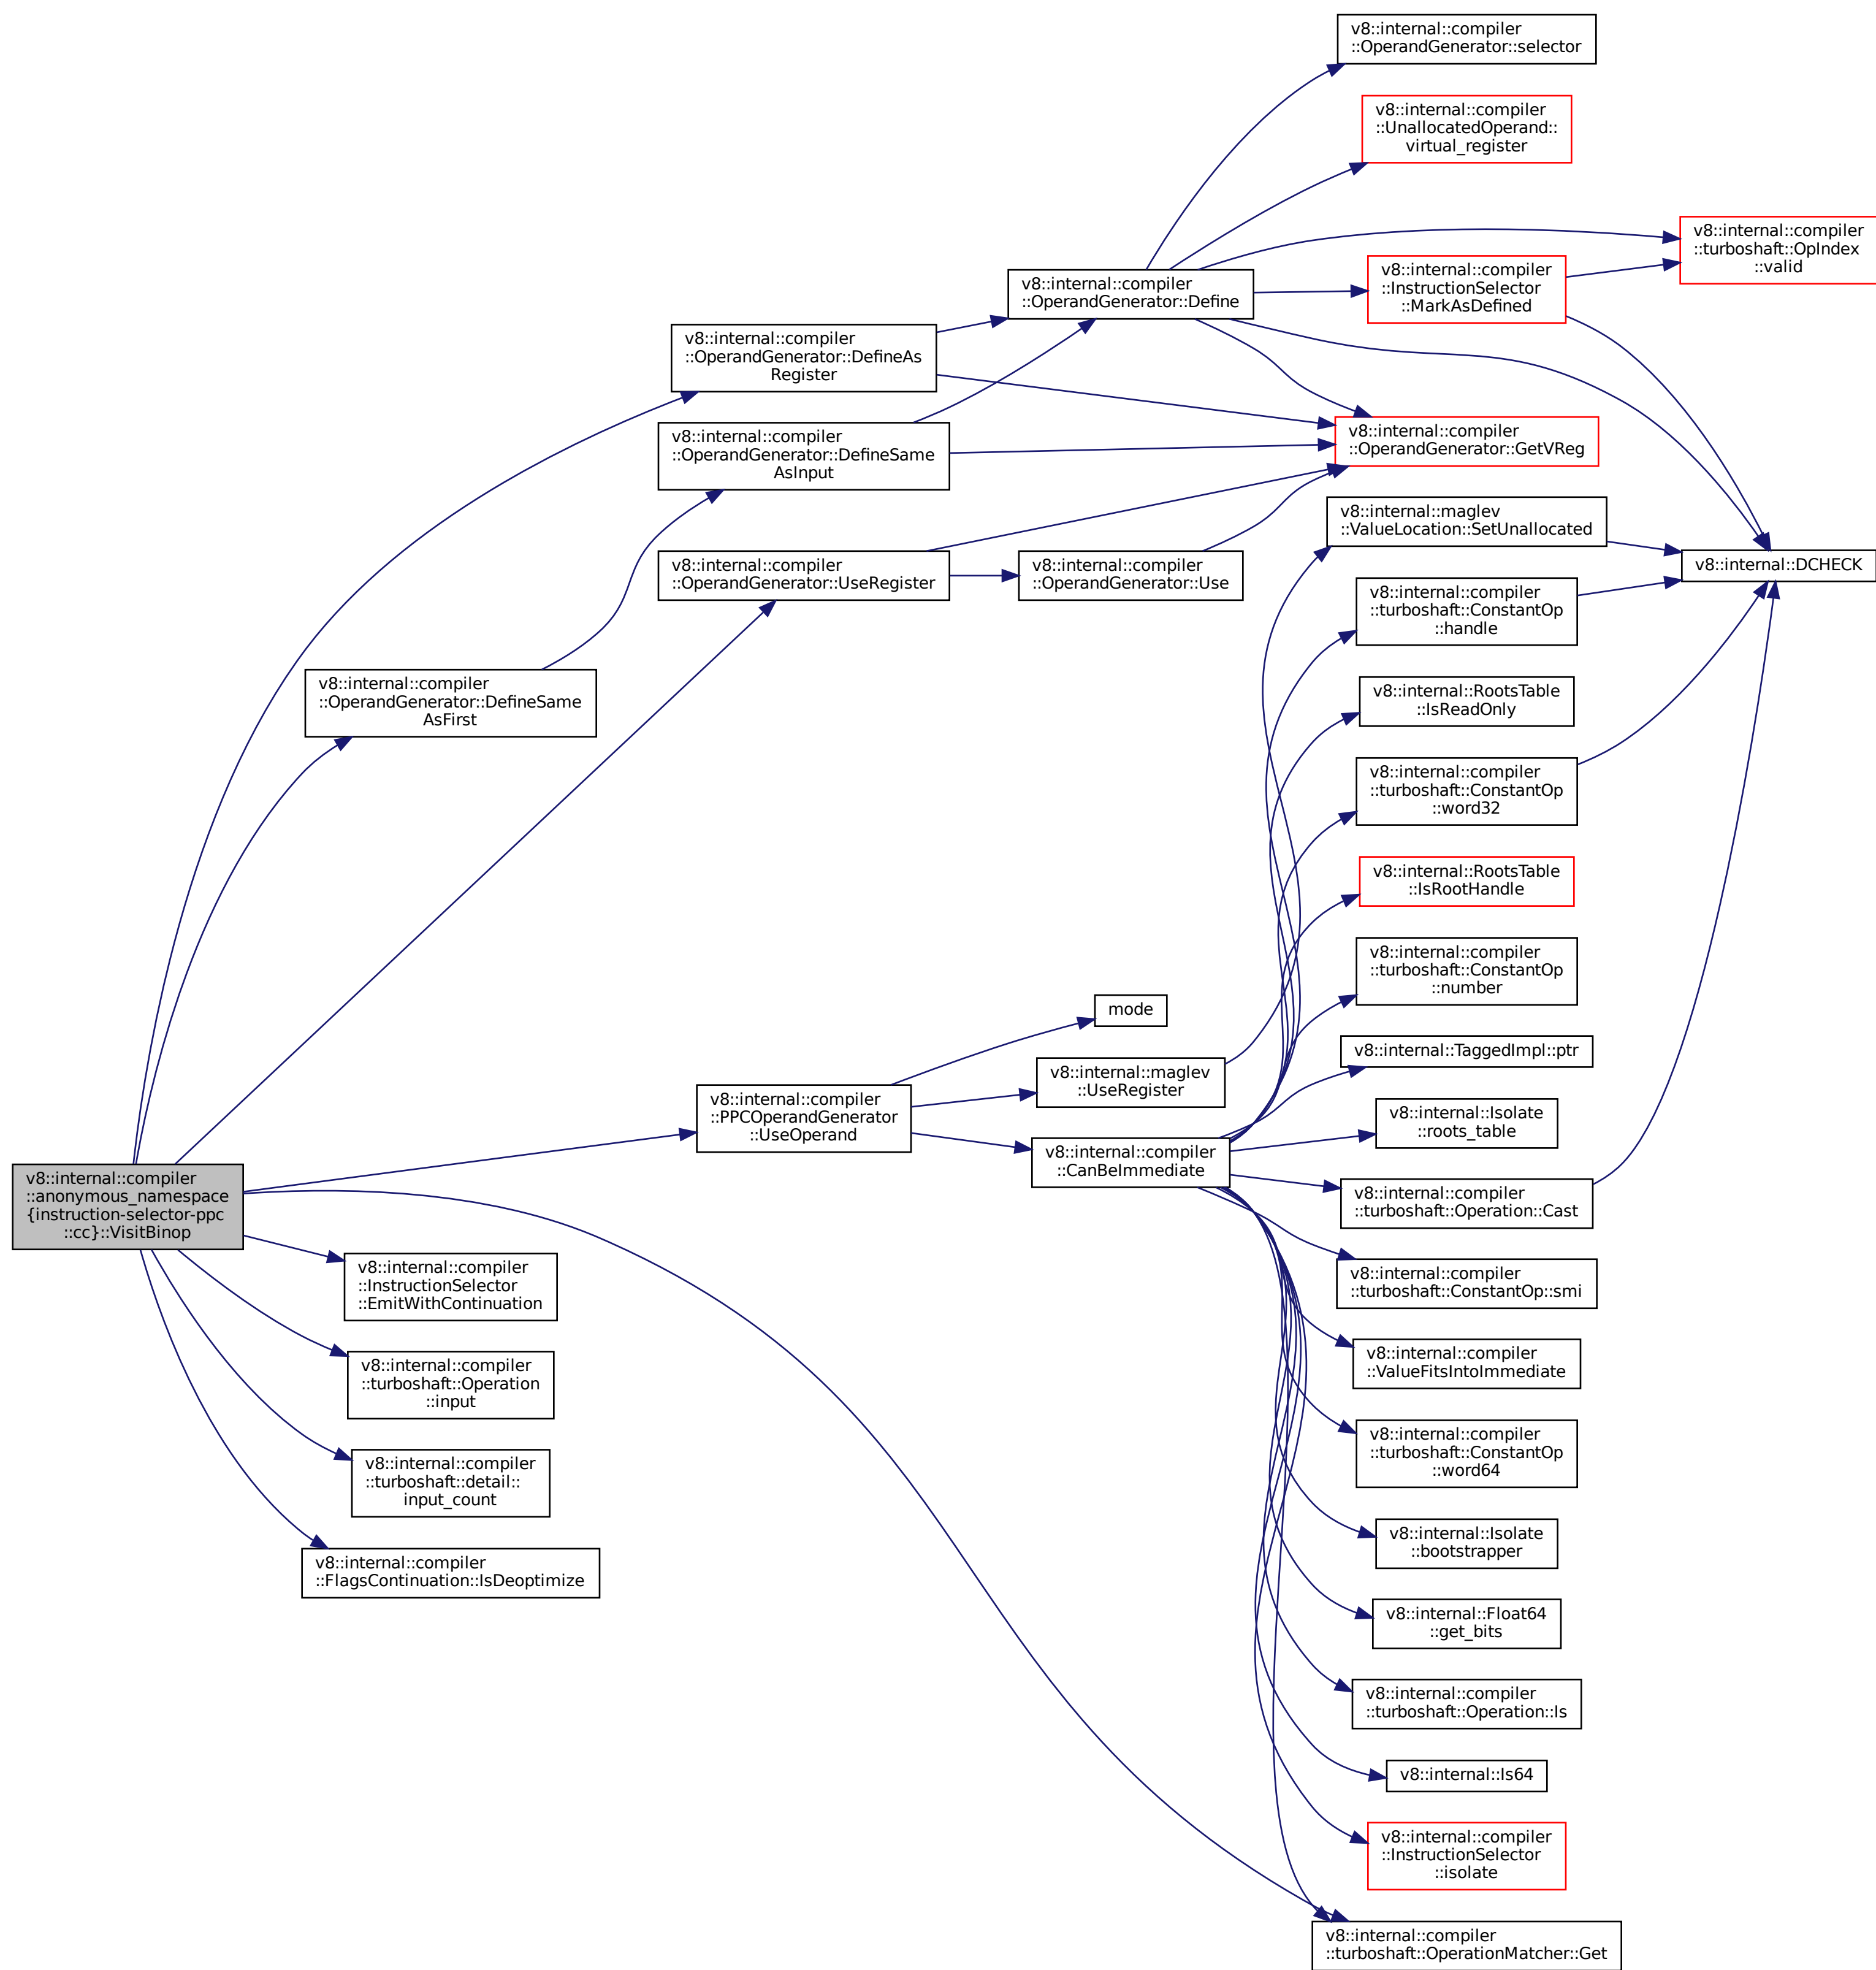 v8::internal::compiler
::OperandGenerator::selector
v8::internal::compiler
::UnallocatedOperand::
virtual_register
v8::internal::compiler
::turboshaft::OpIndex
::valid
v8::internal::compiler
::InstructionSelector
::MarkAsDefined
v8::internal::compiler
::OperandGenerator::Define
v8::internal::compiler
::OperandGenerator::DefineAs
Register
v8::internal::compiler
::OperandGenerator::GetVReg
v8::internal::compiler
::OperandGenerator::DefineSame
AsInput
v8::internal::maglev
::ValueLocation::SetUnallocated
v8::internal::compiler
::OperandGenerator::UseRegister
v8::internal::compiler
::OperandGenerator::Use
v8::internal::DCHECK
v8::internal::compiler
::turboshaft::ConstantOp
::handle
v8::internal::compiler
::OperandGenerator::DefineSame
AsFirst
v8::internal::RootsTable
::IsReadOnly
v8::internal::compiler
::turboshaft::ConstantOp
::word32
v8::internal::RootsTable
::IsRootHandle
v8::internal::compiler
::turboshaft::ConstantOp
::number
mode
v8::internal::TaggedImpl::ptr
v8::internal::maglev
::UseRegister
v8::internal::compiler
::PPCOperandGenerator
::UseOperand
v8::internal::Isolate
::roots_table
v8::internal::compiler
::CanBeImmediate
v8::internal::compiler
::anonymous_namespace
{instruction-selector-ppc
::cc}::VisitBinop
v8::internal::compiler
::turboshaft::Operation::Cast
v8::internal::compiler
::InstructionSelector
::EmitWithContinuation
v8::internal::compiler
::turboshaft::ConstantOp::smi
v8::internal::compiler
::turboshaft::Operation
::input
v8::internal::compiler
::ValueFitsIntoImmediate
v8::internal::compiler
::turboshaft::ConstantOp
::word64
v8::internal::compiler
::turboshaft::detail::
input_count
v8::internal::Isolate
::bootstrapper
v8::internal::compiler
::FlagsContinuation::IsDeoptimize
v8::internal::Float64
::get_bits
v8::internal::compiler
::turboshaft::Operation::Is
v8::internal::Is64
v8::internal::compiler
::InstructionSelector
::isolate
v8::internal::compiler
::turboshaft::OperationMatcher::Get